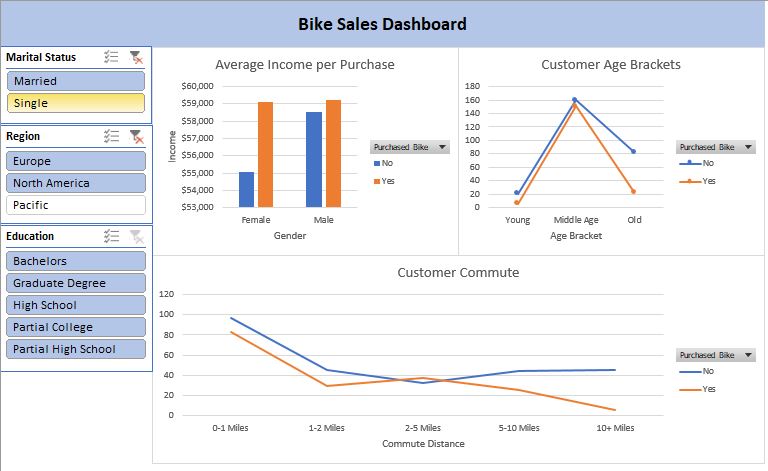 Bike Sales Dashboard
Marital Status
Married
Single
Region
Europe
North America
Pacific
Education
Bachelors
Graduate Degree
High School
Partial College
Partial High School
Average Income per Purchase
$60,000
$59,000
$58,000
$57,000
$56,000
$55,000
$54,000
$53,000
Income
Female
Male
Gender
Purchased Bike
No
Yes
Customer Age Brackets
180
160
140
120
100
80
60
40
20
0
Young
Middle Age
Old
Age Bracket
Purchased Bike
No
Yes
Customer Commute
120
100
80
60
40
20
0
0-1 Miles
1-2 Miles
2-5 Miles
5-10 Miles
10+ Miles
Commute Distance
Purchased Bike
No
Yes